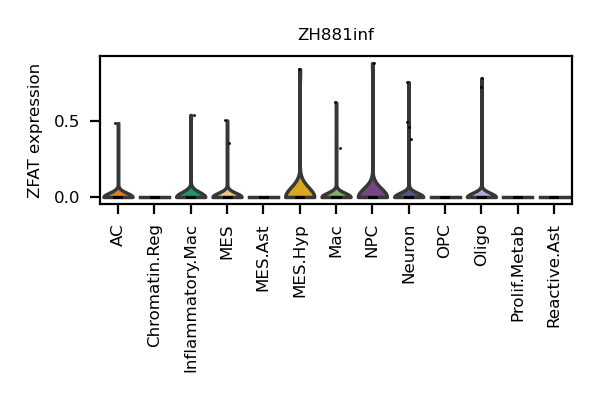 ZH881inf
ZFAT expression
0.5
0.0
AC
Chromatin.Reg
Inflammatory.Mac
MES
MES.Ast
MES.Hyp
Mac
NPC
Neuron
OPC
Oligo
Prolif.Metab
Reactive.Ast